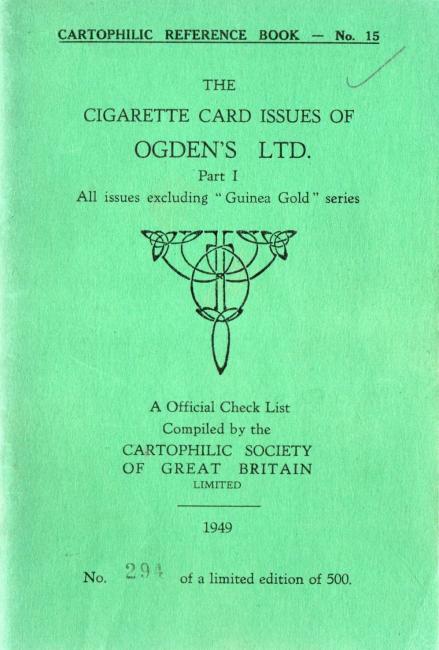 CARTOPHILIC REFERENCE BOOK — No. 15
THE
CIGARETTE CARD ISSUES OF
OGDEN'S LTD.
Part I
All issues excluding "Guinea Gold" series
A Official Check List
Compiled by the
CARTOPHILIC SOCIETY
OF GREAT BRITAIN
LIMITED
1949
No. 294 of a limited edition of 500.